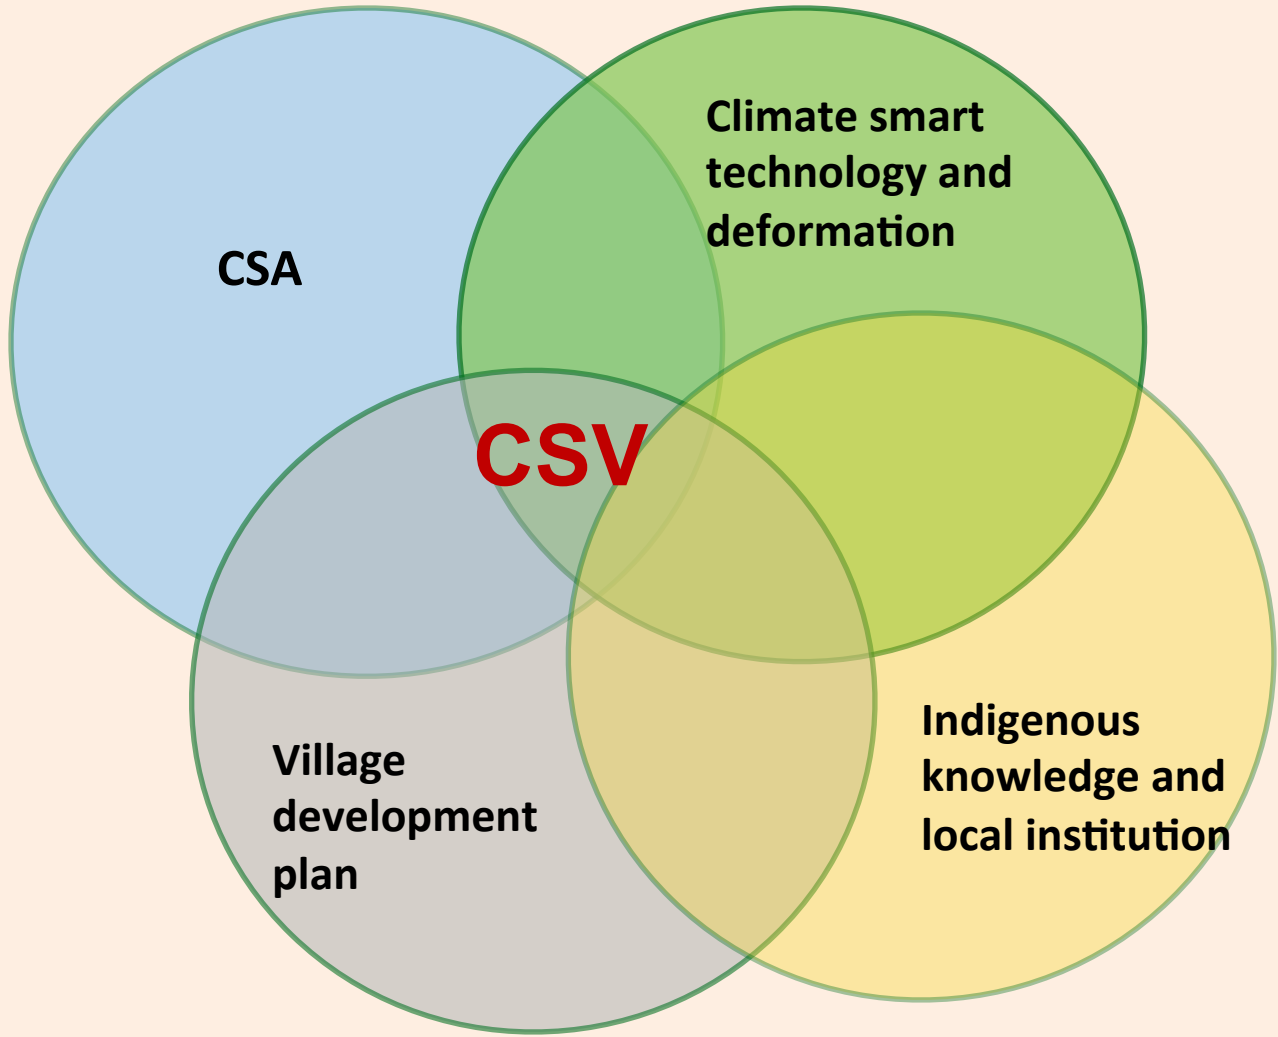 Climate smart
technology and
deformation
CSA
CSV
Village
development
plan
Indigenous
knowledge and
local institution